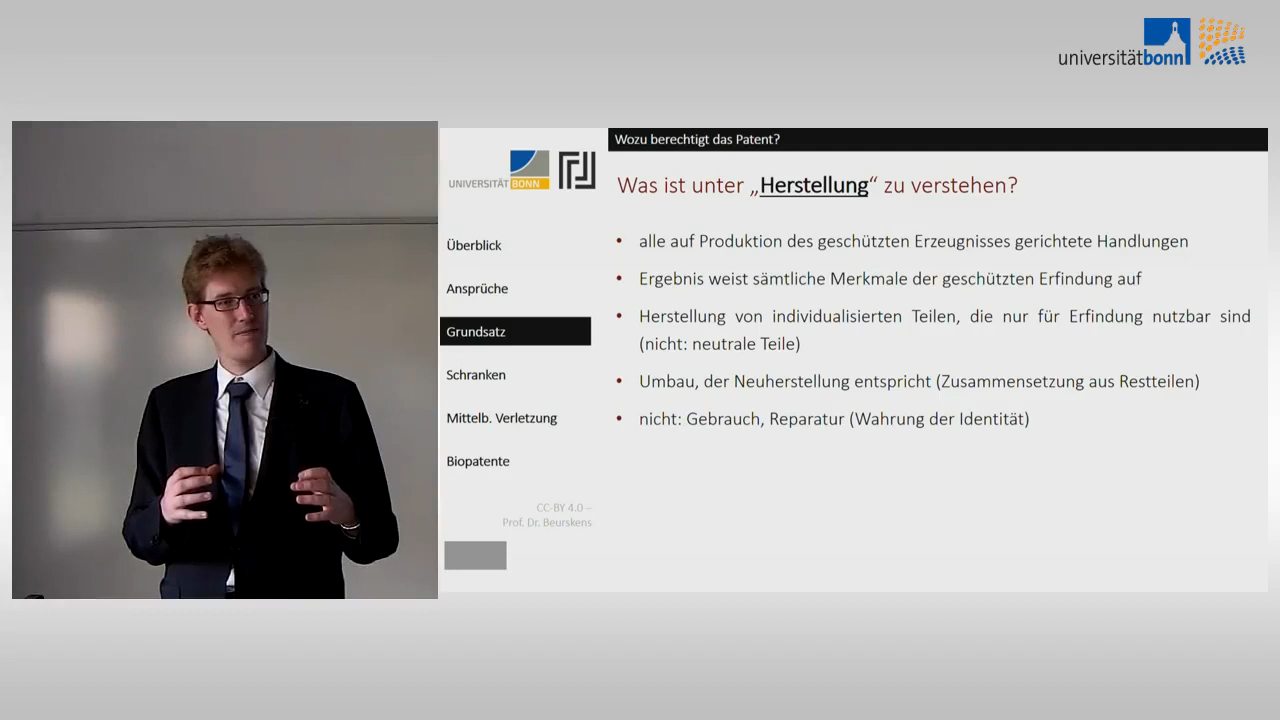 universitätbonn
UNIVERSITÄT BONN
Wozu berechtigt das Patent?
Was ist unter „Herstellung“ zu verstehen?
Überblick
Ansprüche
Grundsatz
Schranken
Mittelb. Verletzung
Biopatente
CC-BY 4.0 –
Prof. Dr. Beurskens
• alle auf Produktion des geschützten Erzeugnisses gerichtete Handlungen
• Ergebnis weist sämtliche Merkmale der geschützten Erfindung auf
• Herstellung von individualisierten Teilen, die nur für Erfindung nutzbar sind
(nicht: neutrale Teile)
• Umbau, der Neuherstellung entspricht (Zusammensetzung aus Restteilen)
• nicht: Gebrauch, Reparatur (Wahrung der Identität)